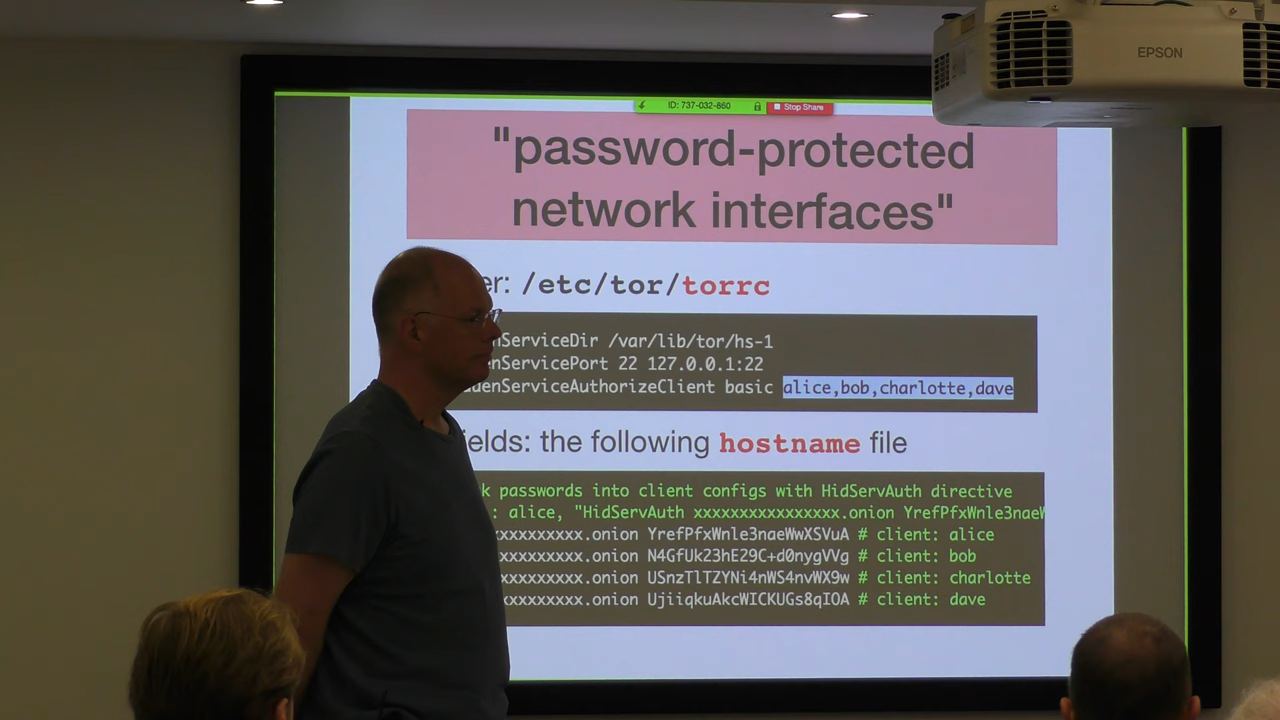 EPSON
ID: 737-032-860
Stop Share
"password-protected
network interfaces"
er: /etc/tor/torrc
nServiceDir /var/lib/tor/hs-1
enServicePort 22 127.0.0.1:22
denServiceAuthorizeClient basic alice,bob,charlotte,dave
ields: the following hostname file
k passwords into client configs with HidServAuth directive
: alice, "HidServAuth xxxxxxxxxxxxxxxx.onion YrefPfxWnle3naeW
xxxxxxxxxx.onion YrefPfxWnle3naeWwXSVuA # client: alice
xxxxxxxxxx.onion N4GfUk23hE29C+d0nygVVg # client: bob
xxxxxxxxxx.onion USnzTlTZYNi4nWS4nvWX9w # client: charlotte
xxxxxxxxxx.onion UjiiqkuAkcWICKUGs8qIOA # client: dave